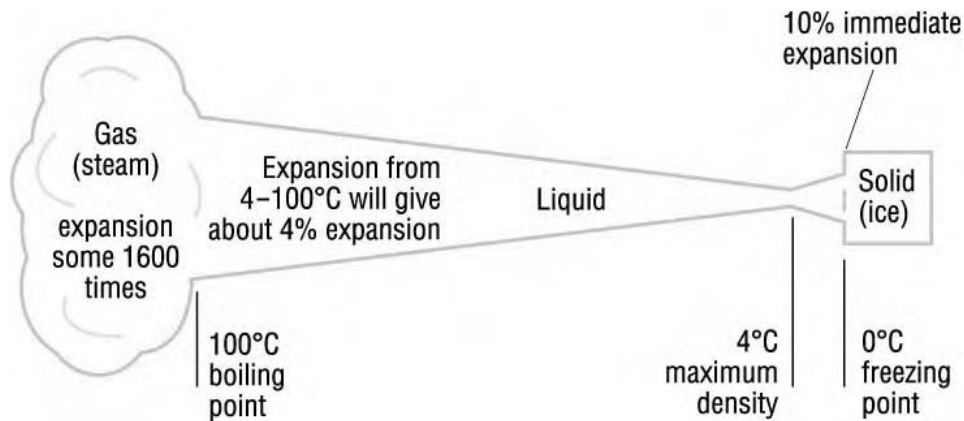 10% immediate
expansion
Gas
(steam)
expansion
some 1600
times
Expansion from
4–100°C will give
about 4% expansion
Liquid
Solid
(ice)
100°C
boiling
point
4°C
maximum
density
0°C
freezing
point